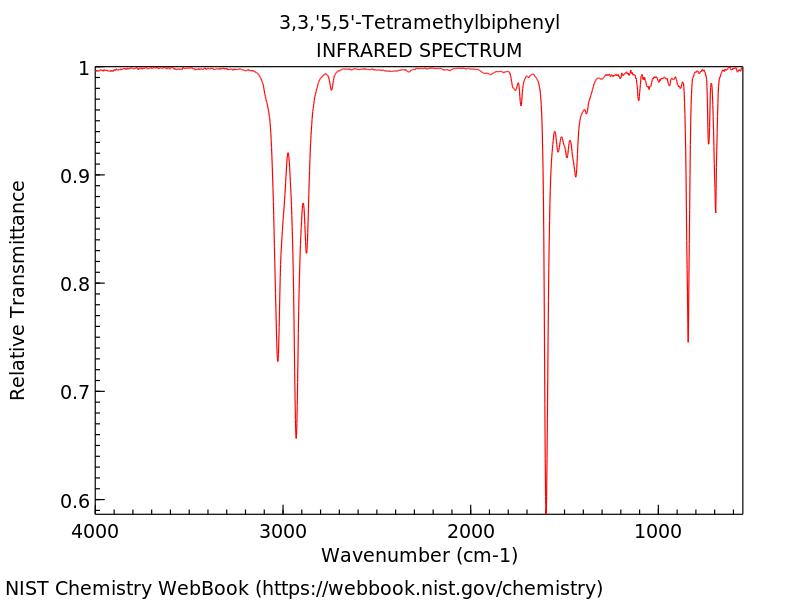 3,3,'5,5'-Tetramethylbiphenyl
INFRARED SPECTRUM
1
0.9
0.8
0.7
0.6
Relative Transmittance
4000 3000 2000 1000
Wavenumber (cm-1)
NIST Chemistry WebBook (https://webbook.nist.gov/chemistry)